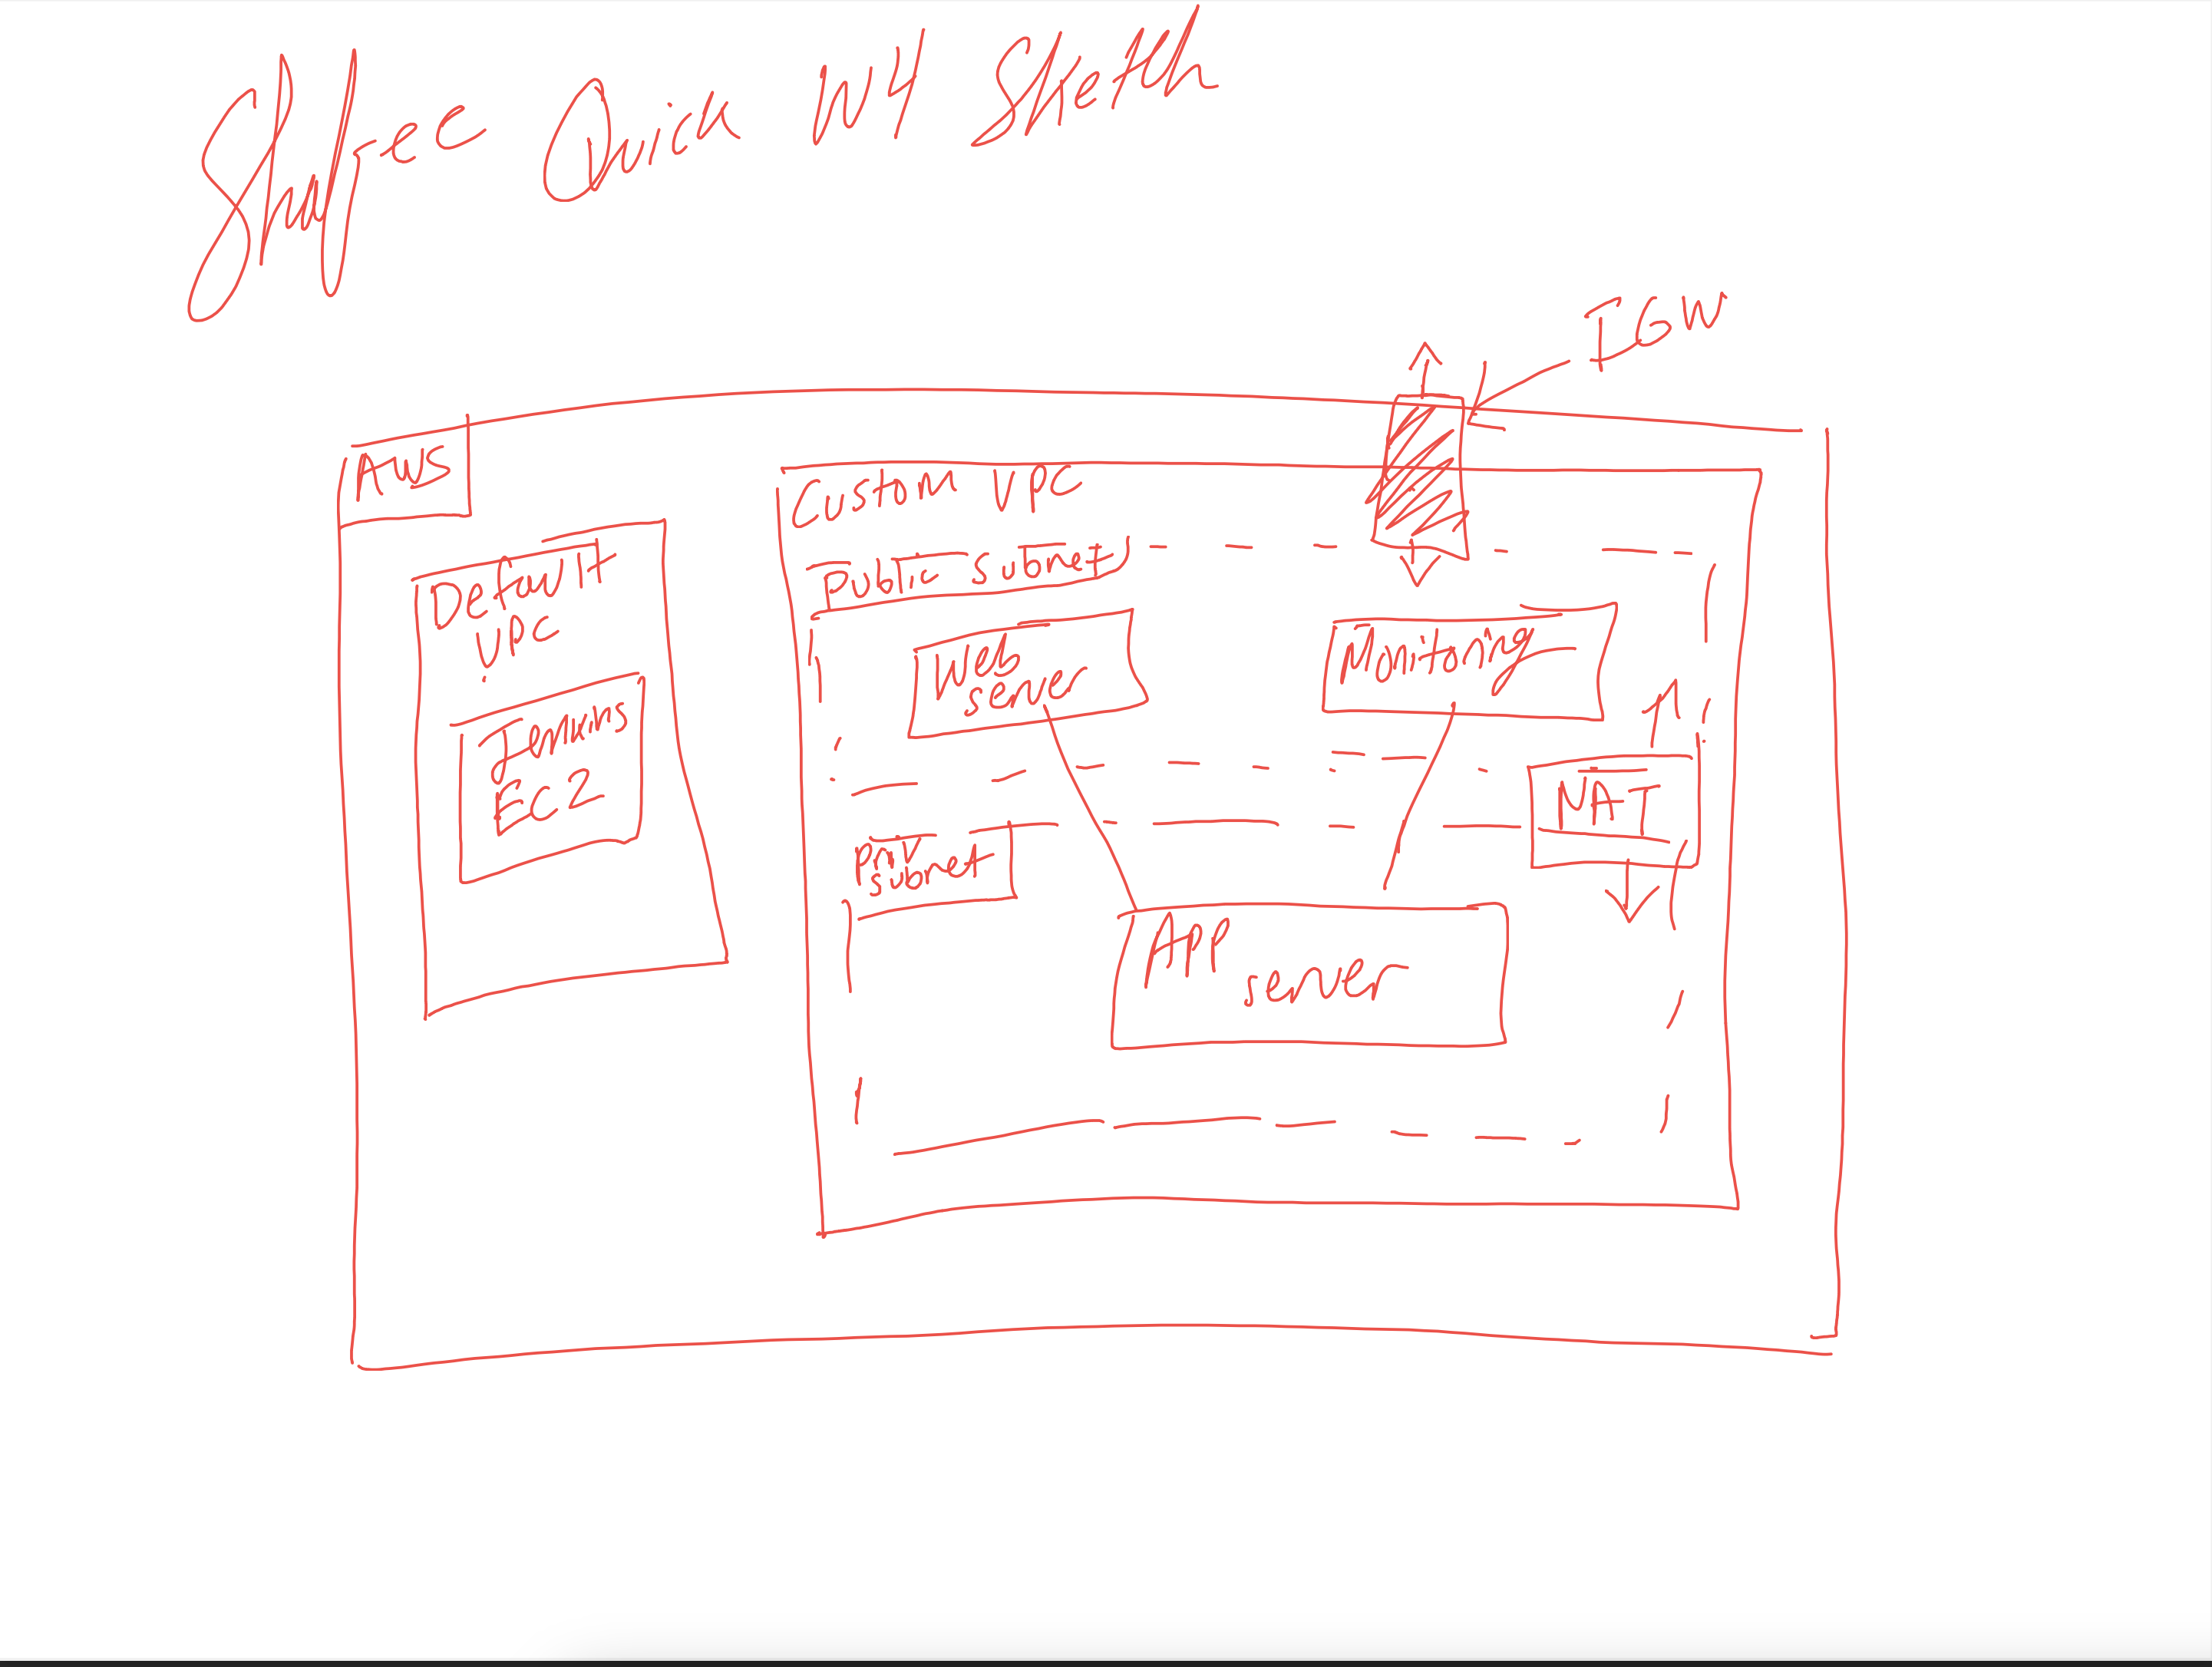 Quick W4 Sketch
IGW
AWS
Custom VPC
Default
VPC
public subnet
Web
server
Monitoring
Jenkins
EC2
NAT
Priv
subnet
APP
server